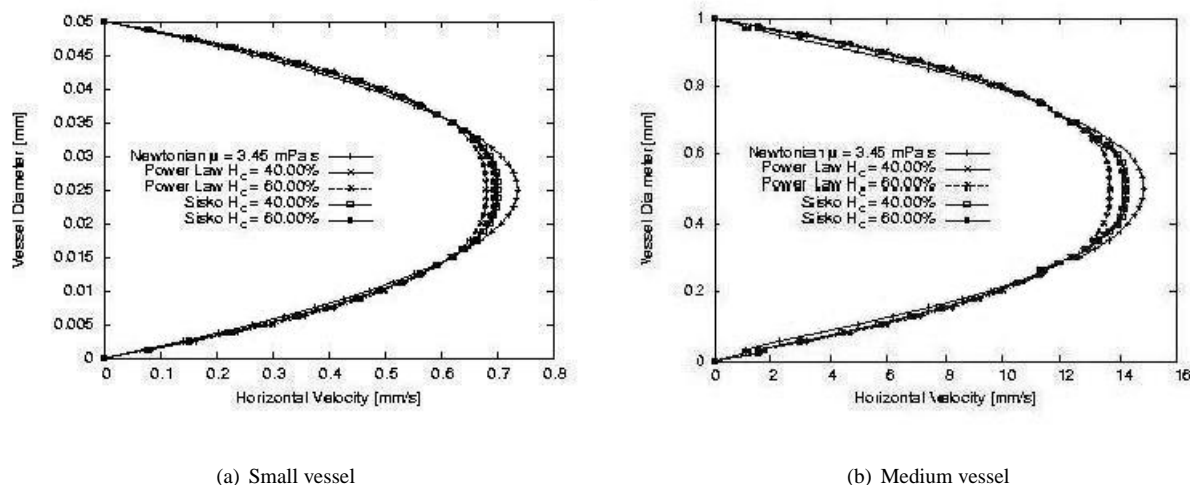 0.05
0.045
0.04
0.035
0.03
0.025
0.02
0.015
0.01
0.005
0
Vessel Diameter [mm]
Newtonian μ = 3.45 mPa s
Power Law H_c = 40.00%
Power Law H_c = 60.00%
Sisko H_c = 40.00%
Sisko H_c = 60.00%
0 0.1 0.2 0.3 0.4 0.5 0.6 0.7 0.8
Horizontal Velocity [mm/s]
(a) Small vessel
1
0.8
0.6
0.4
0.2
0
Vessel Diameter [mm]
Newtonian μ = 3.45 mPa s
Power Law H_c = 40.00%
Power Law H_c = 60.00%
Sisko H_c = 40.00%
Sisko H_c = 60.00%
0 2 4 6 8 10 12 14 16
Horizontal Velocity [mm/s]
(b) Medium vessel